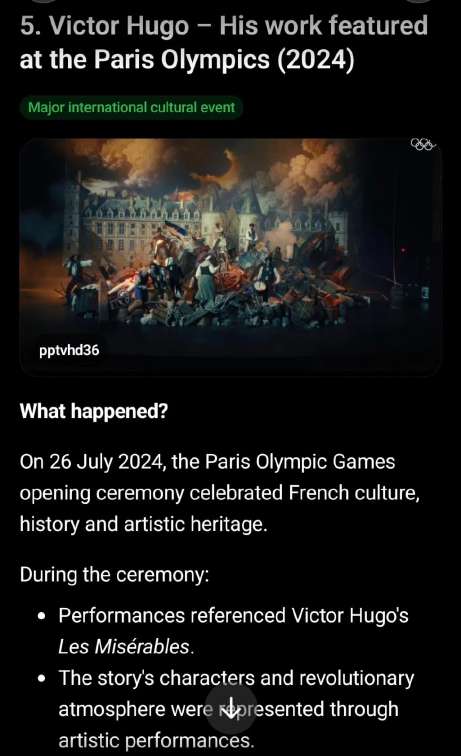 5. Victor Hugo – His work featured
at the Paris Olympics (2024)
Major international cultural event
pptvhd36
What happened?
On 26 July 2024, the Paris Olympic Games
opening ceremony celebrated French culture,
history and artistic heritage.
During the ceremony:
• Performances referenced Victor Hugo's
Les Misérables.
• The story's characters and revolutionary
atmosphere were represented through
artistic performances.